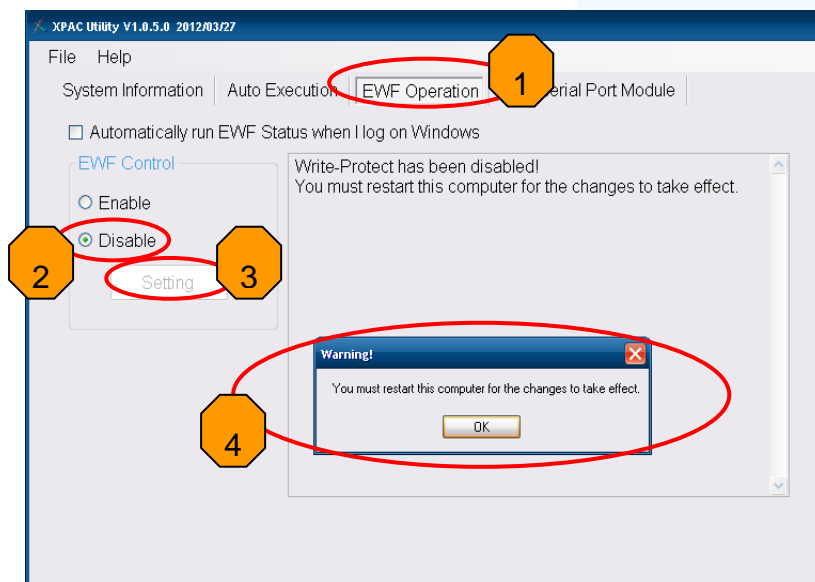 XPAC Utility V1.0.5.0 2012/03/27
File Help
System Information Auto Execution EWF Operation 1 erial Port Module
Automatically run EWF Status when I log on Windows
EWF Control
Enable
2 Disable
Setting 3
Write-Protect has been disabled!
You must restart this computer for the changes to take effect.
4
Warning!
You must restart this computer for the changes to take effect.
OK